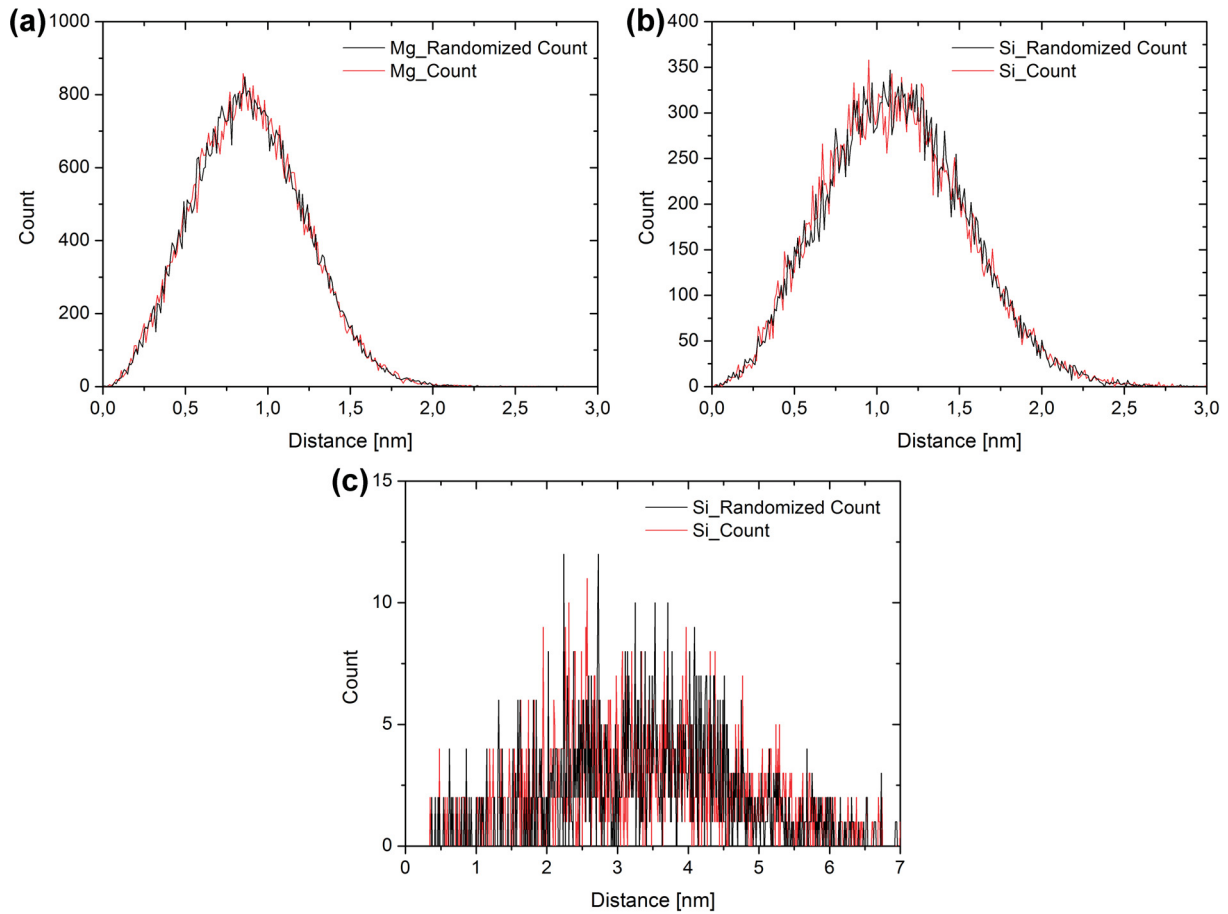 (a)
1000
800
600
400
200
0
Count
Mg_Randomized Count
Mg_Count
0,0 0,5 1,0 1,5 2,0 2,5 3,0
Distance [nm]
(b)
400
350
300
250
200
150
100
50
0
Count
Si_Randomized Count
Si_Count
0,0 0,5 1,0 1,5 2,0 2,5 3,0
Distance [nm]
(c)
15
10
5
0
Count
Si_Randomized Count
Si_Count
0 1 2 3 4 5 6 7
Distance [nm]